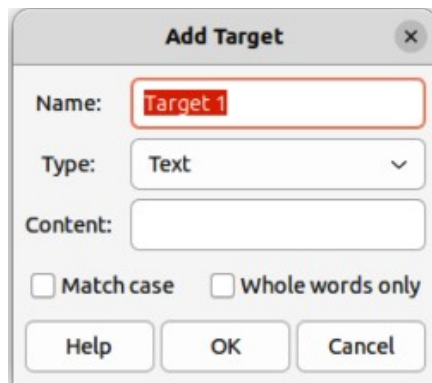 Add Target
Name: Target 1
Type: Text
Content:
Match case Whole words only
Help OK Cancel